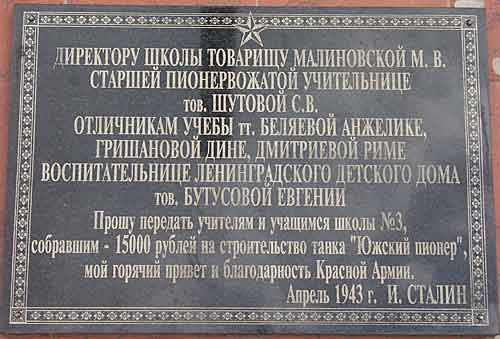 ДИРЕКТОРУ ШКОЛЫ ТОВАРИЩУ МАЛИНОВСКОЙ М. В.
СТАРШЕЙ ПИОНЕРВОЖАТОЙ УЧИТЕЛЬНИЦЕ
тов. ШУТОВОЙ С.В.
ОТЛИЧНИКАМ УЧЕБЫ тт. БЕЛЯЕВОЙ АНЖЕЛИКЕ,
ГРИШАНОВОЙ ДИНЕ, ДМИТРИЕВОЙ РИМЕ
ВОСПИТАТЕЛЬНИЦЕ ЛЕНИНГРАДСКОГО ДЕТСКОГО ДОМА
тов. БУТУСОВОЙ ЕВГЕНИИ
Прошу передать учителям и учащимся школы №3,
собравшим - 15000 рублей на строительство танка "Южский пионер",
мой горячий привет и благодарность Красной Армии.
Апрель 1943 г. И. СТАЛИН